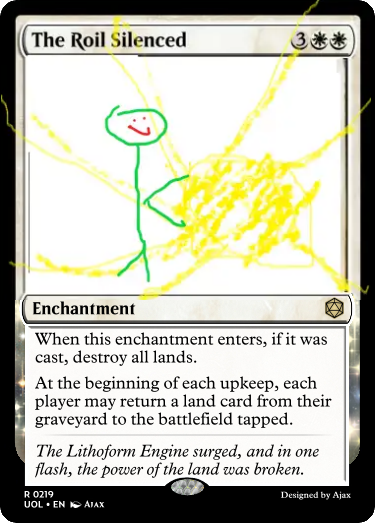 The Roil Silenced 3
Enchantment
When this enchantment enters, if it was
cast, destroy all lands.
At the beginning of each upkeep, each
player may return a land card from their
graveyard to the battlefield tapped.
The Lithoform Engine surged, and in one
flash, the power of the land was broken.
R 0219
UOL • EN Ajax
Designed by Ajax